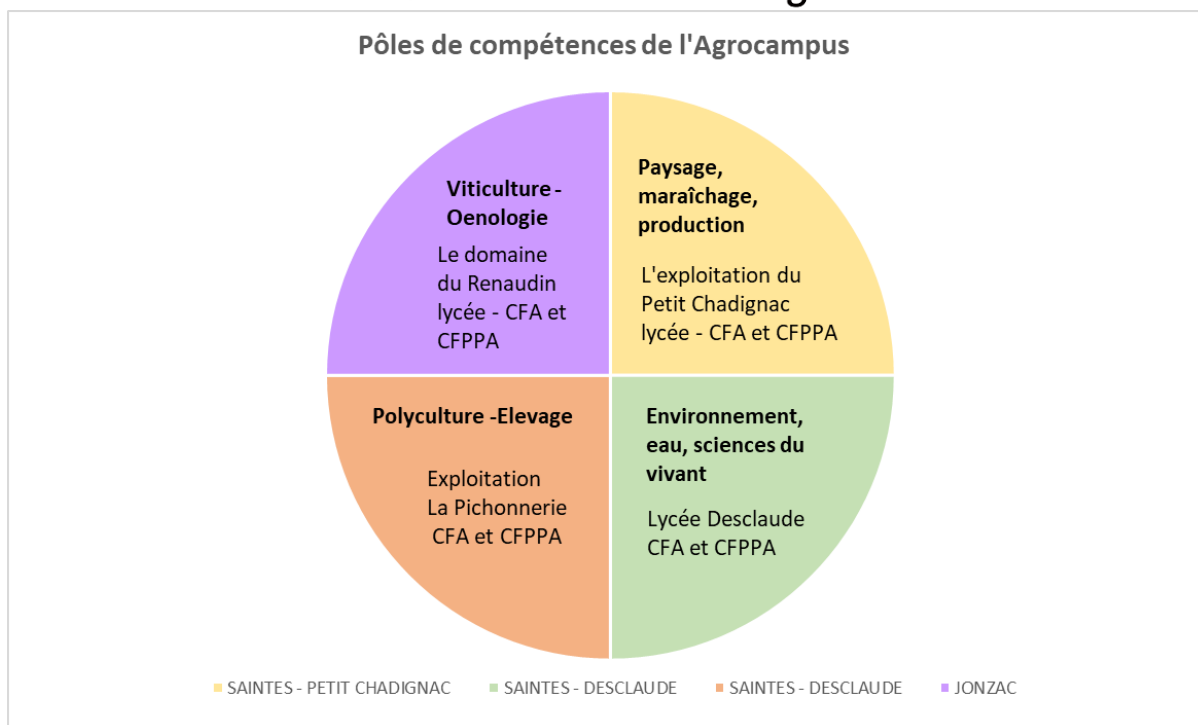 Pôles de compétences de l'Agrocampus
Viticulture -
Oenologie
Le domaine
du Renaudin
lycée - CFA et
CFPPA
Paysage,
maraîchage,
production
L'exploitation du
Petit Chadignac
lycée - CFA et CFPPA
Polyculture -Elevage
Exploitation
La Pichonnerie
CFA et CFPPA
Environnement,
eau, sciences du
vivant
Lycée Desclaude
CFA et CFPPA
SAINTES - PETIT CHADIGNAC SAINTES - DESCLAUDE SAINTES - DESCLAUDE JONZAC